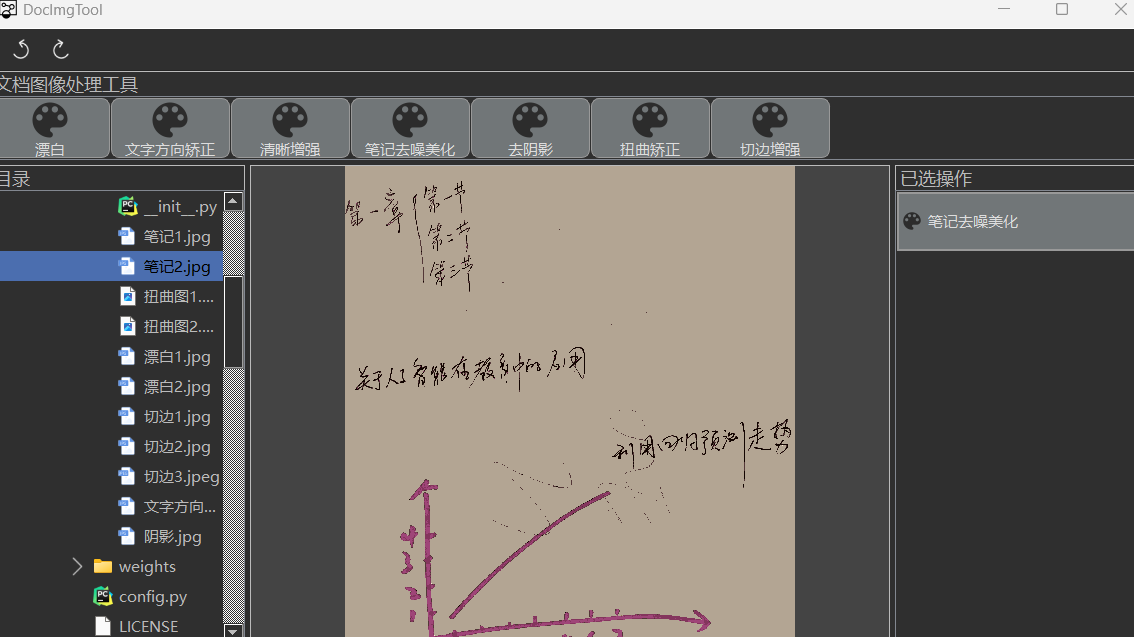 DocImgTool
文档图像处理工具
漂白
文字方向矫正
清晰增强
笔记去噪美化
去阴影
扭曲矫正
切边增强
目录
__init__.py
笔记1.jpg
笔记2.jpg
扭曲图1....
扭曲图2....
漂白1.jpg
漂白2.jpg
切边1.jpg
切边2.jpg
切边3.jpeg
文字方向...
阴影.jpg
weights
config.py
LICENSE
第一章
第一节
第二节
第三节
关于人工智能在教育中的应用
利用回归预测走势
4
3
2
1
已选操作
笔记去噪美化